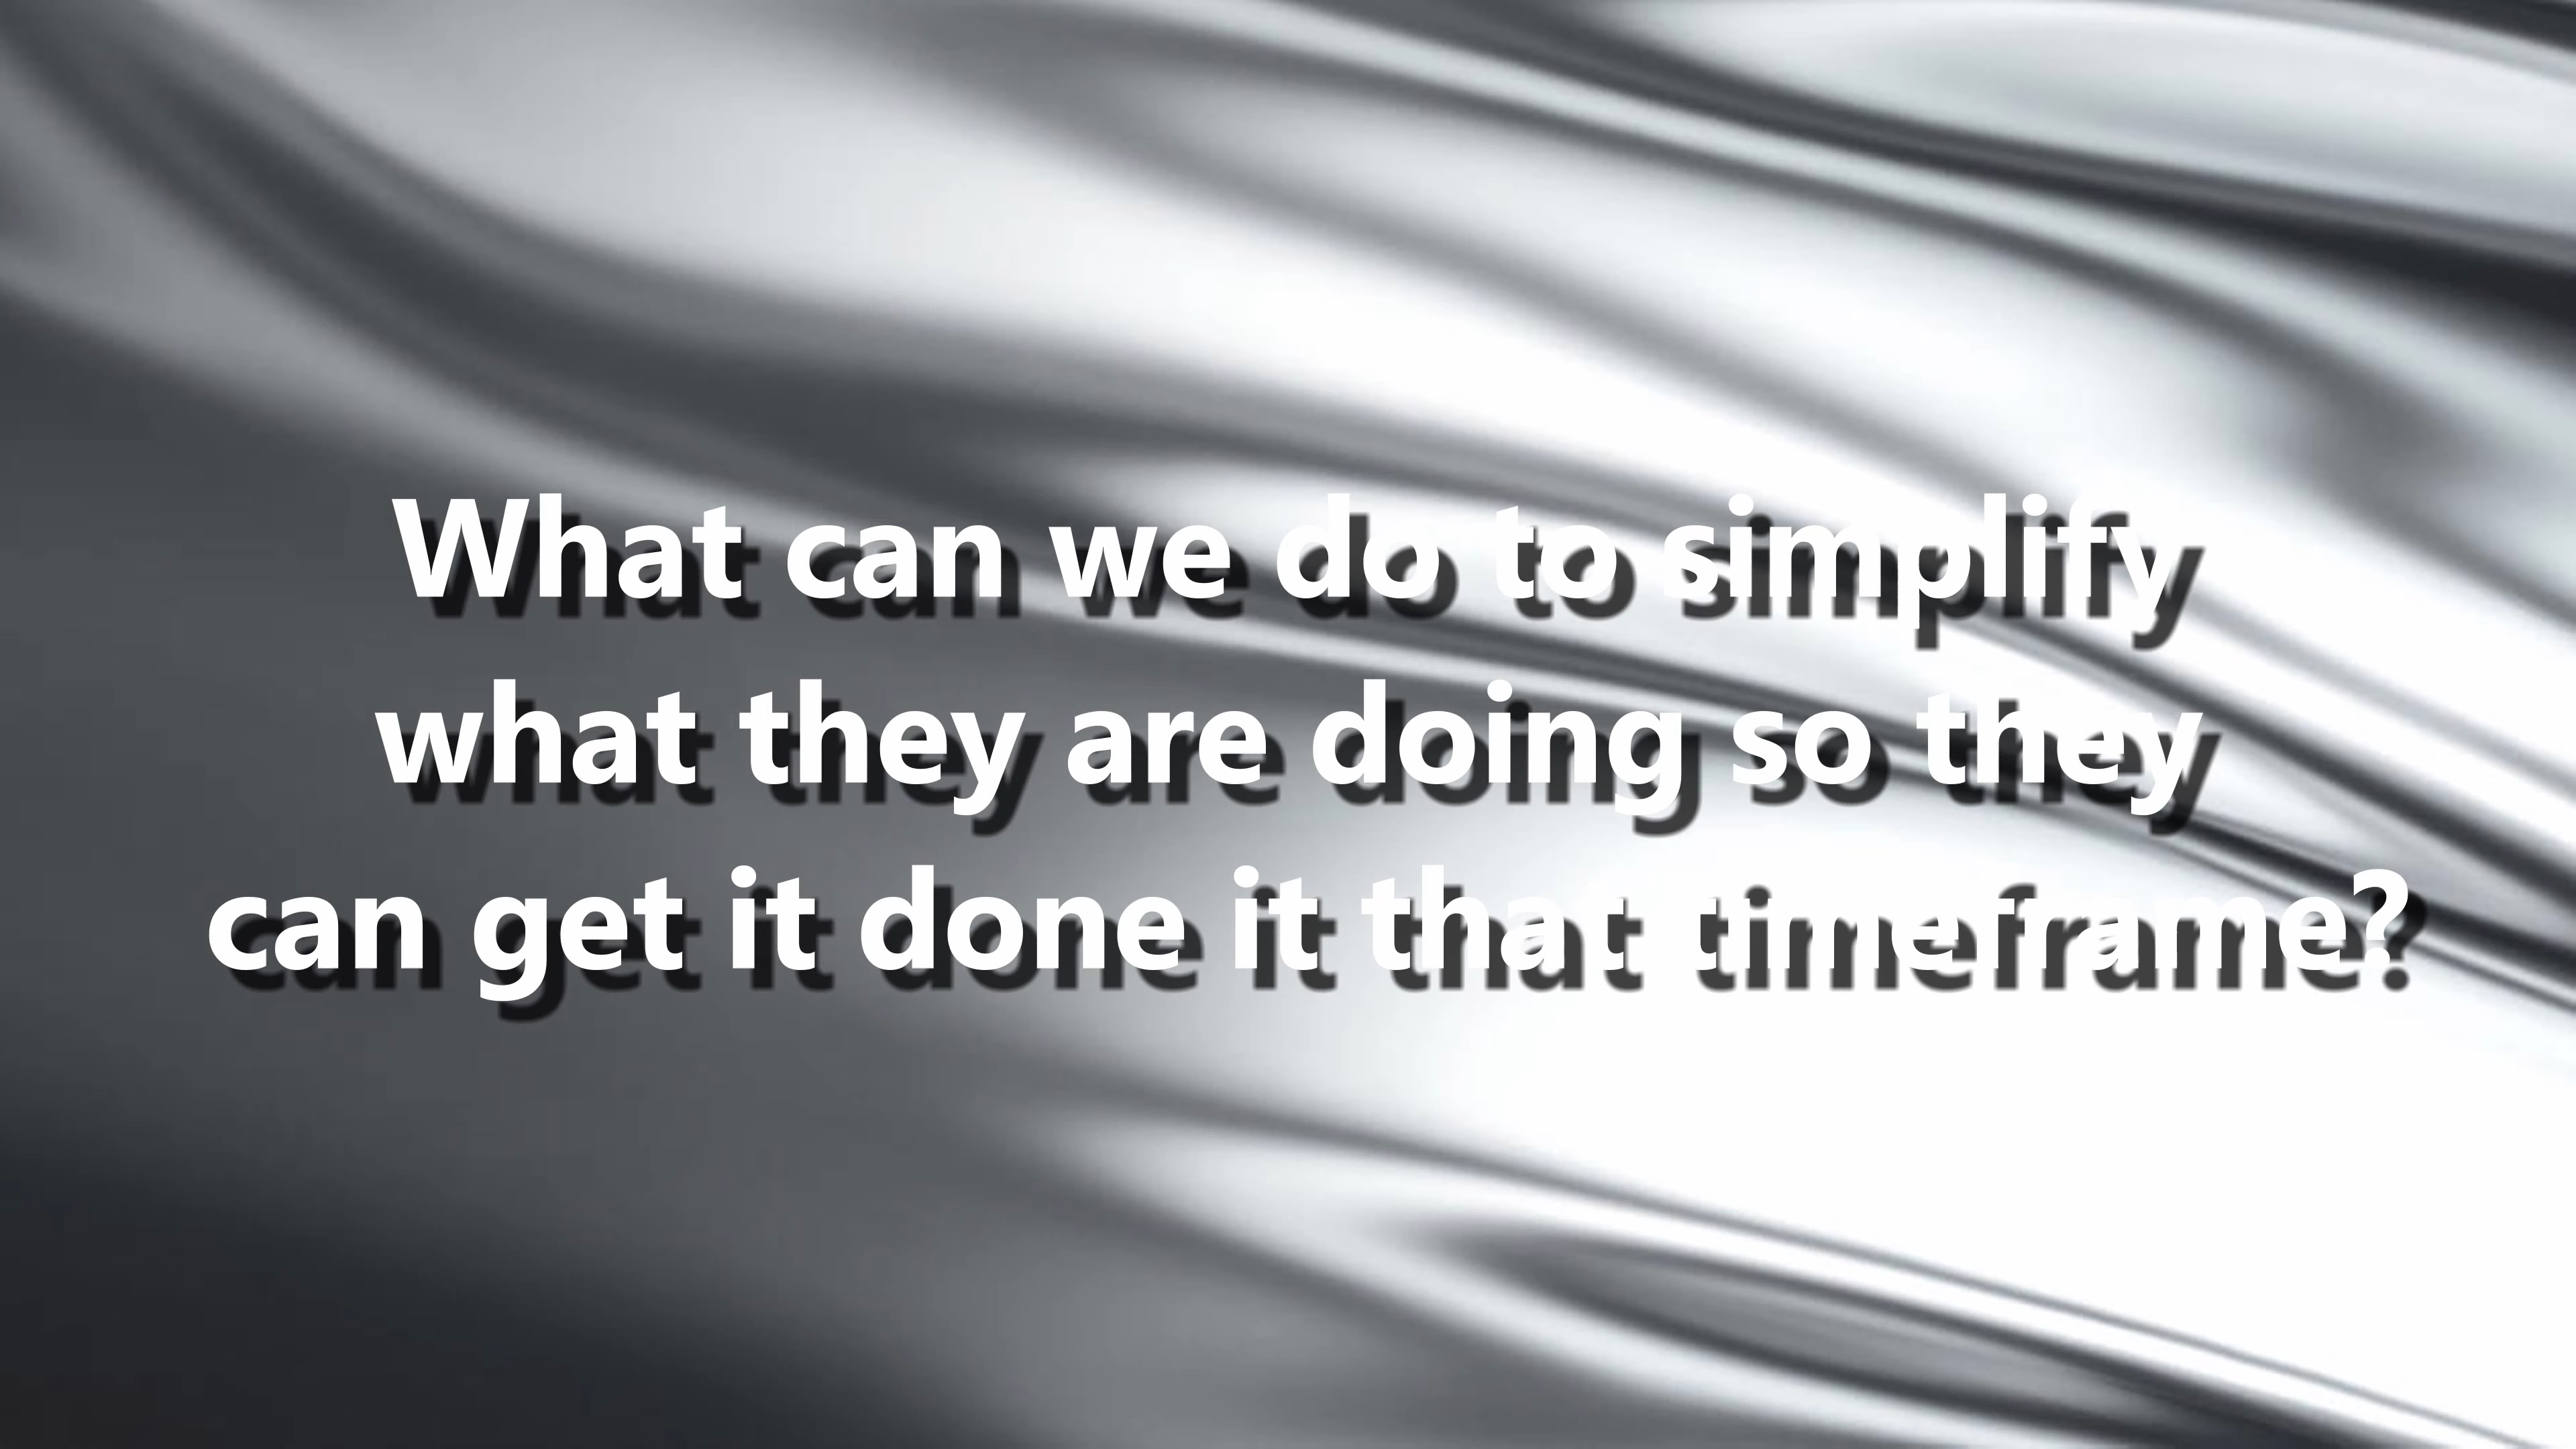 What can we do to simplify
what they are doing so they
can get it done it that timeframe?